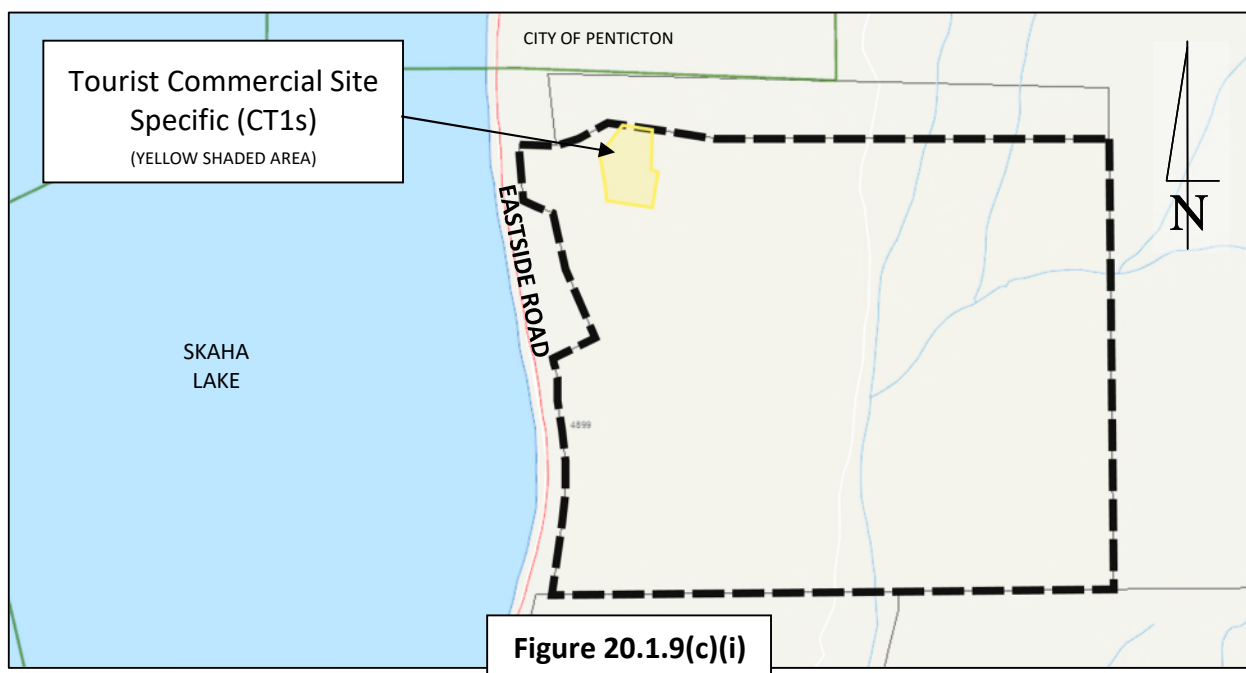 CITY OF PENTICTON
Tourist Commercial Site
Specific (CT1s)
(YELLOW SHADED AREA)
N
EASTSIDE ROAD
SKAHA
LAKE
4899
Figure 20.1.9(c)(i)